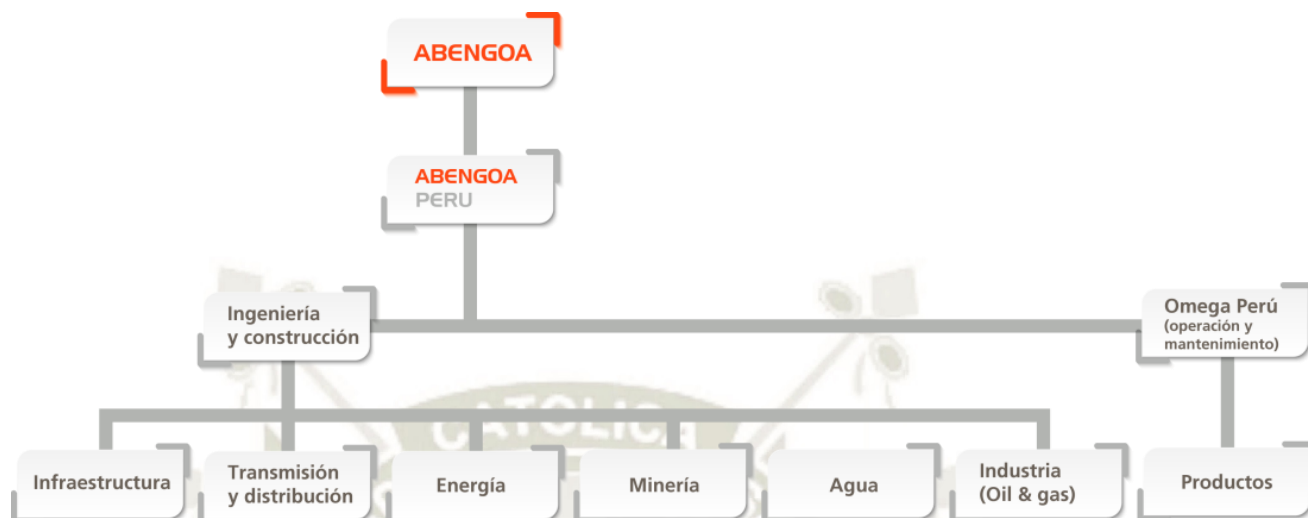 ABENGOA
ABENGOA
PERU
Ingeniería
y construcción
Omega Perú
(operación y
mantenimiento)
CATOLICA
Infraestructura
Transmisión
y distribución
Energía
Minería
Agua
Industria
(Oil & gas)
Productos